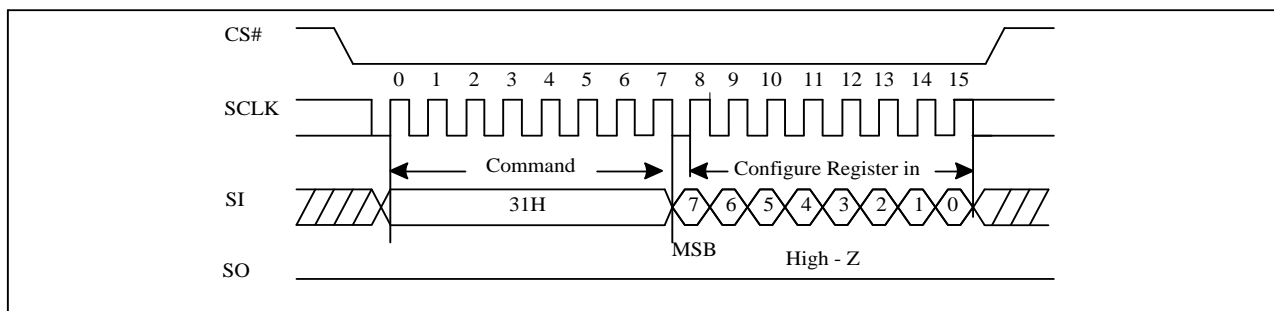 CS#
0 1 2 3 4 5 6 7 8 9 10 11 12 13 14 15
SCLK
Command Configure Register in
SI 31H 7 6 5 4 3 2 1 0
MSB High - Z
SO